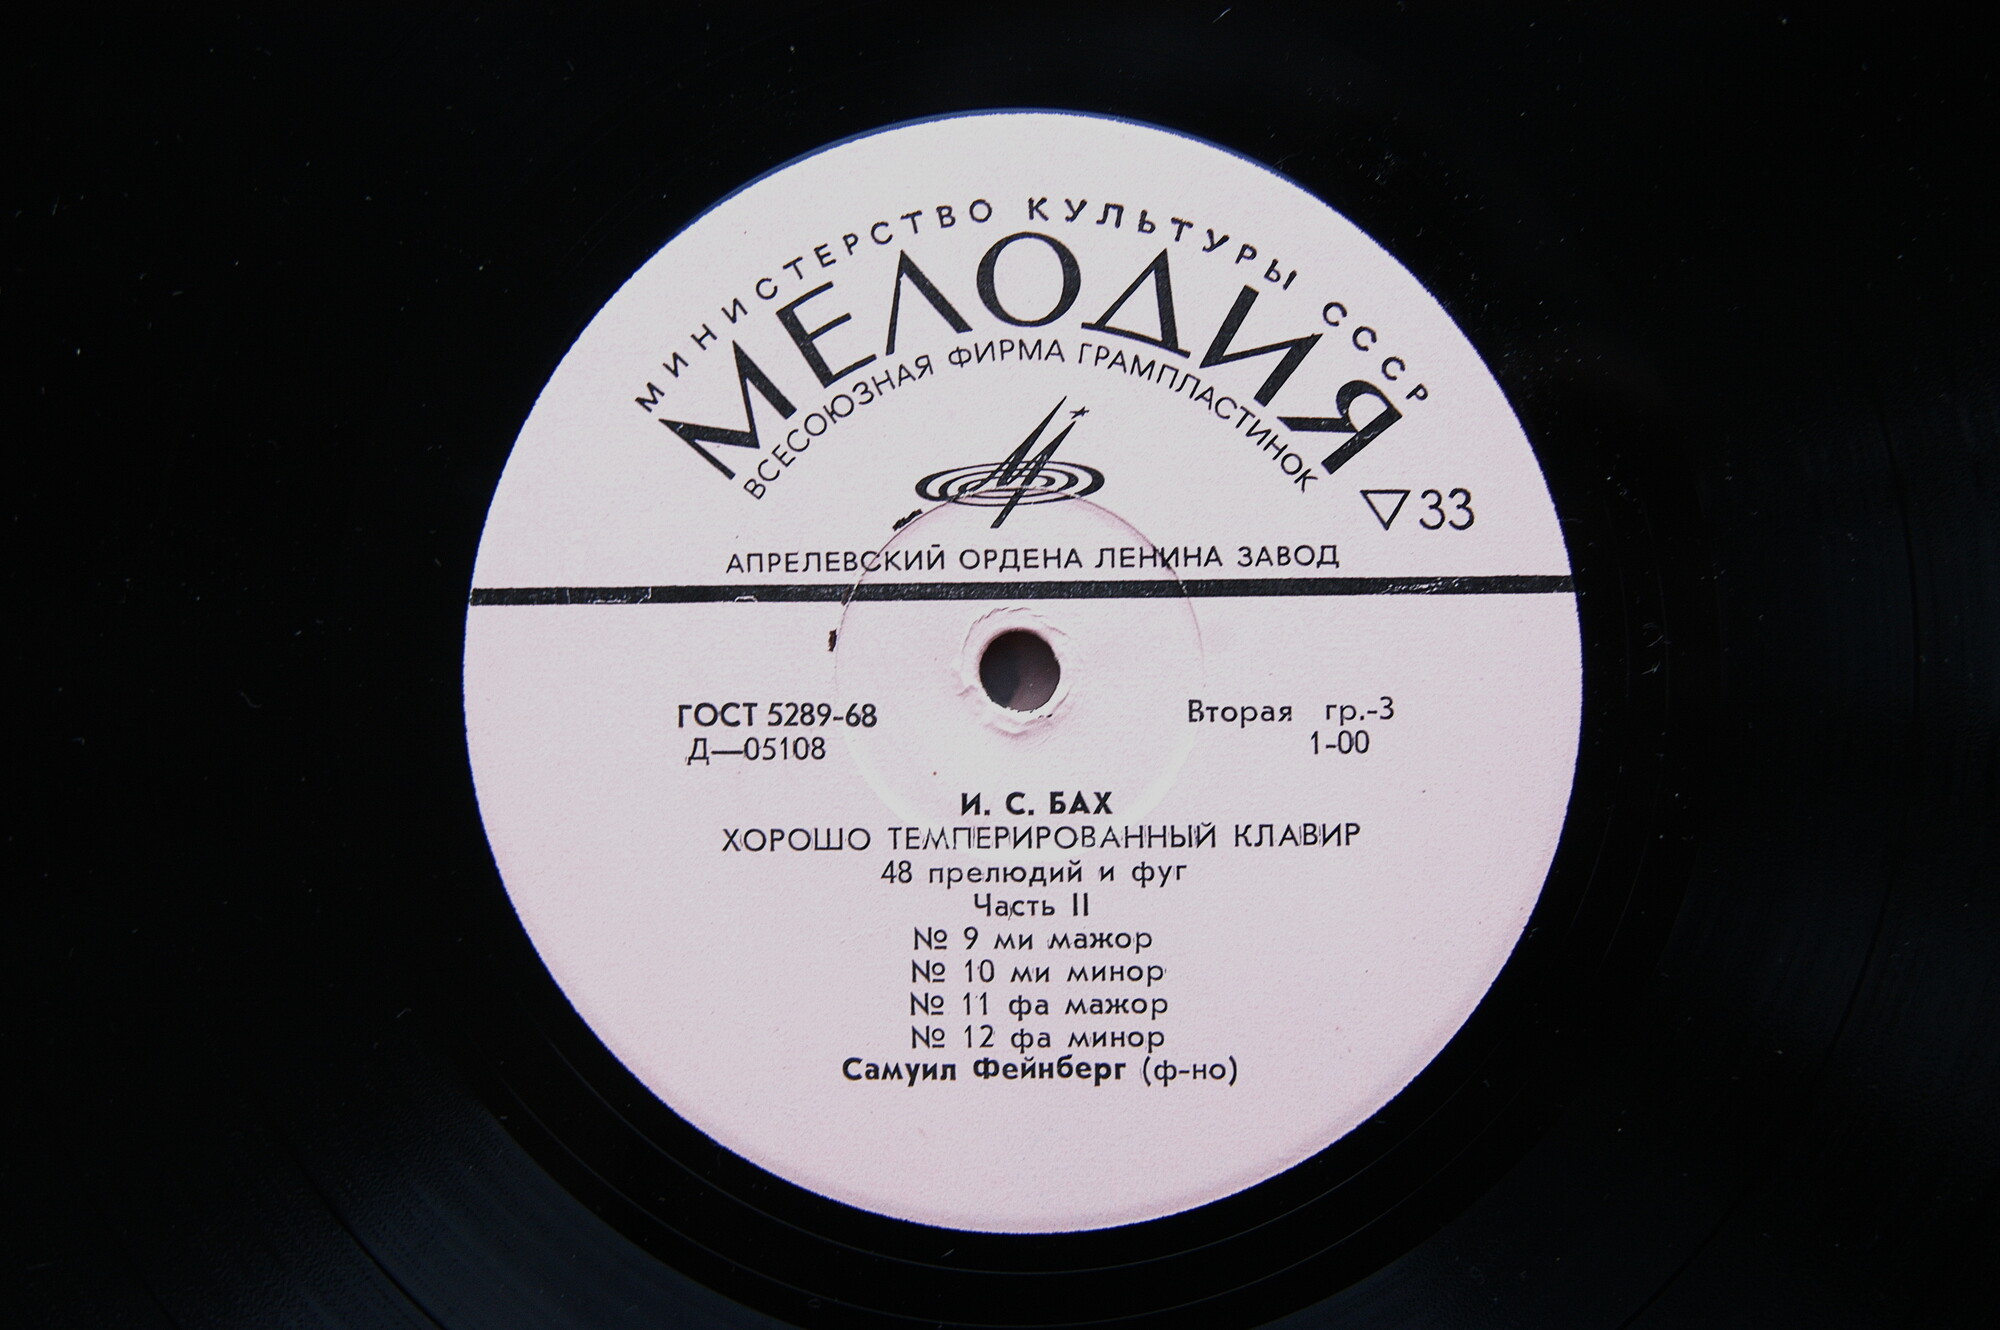 МИНИСТЕРСТВО КУЛЬТУРЫ СССР
МЕЛОДИЯ
ВСЕСОЮЗНАЯ ФИРМА ГРАМПЛАСТИНОК
▽33
АПРЕЛЕВСКИЙ ОРДЕНА ЛЕНИНА ЗАВОД
ГОСТ 5289-68 Вторая гр.-3
Д—05108 1-00
И. С. БАХ
ХОРОШО ТЕМПЕРИРОВАННЫЙ КЛАВИР
48 прелюдий и фуг
Часть II
№ 9 ми мажор
№ 10 ми минор
№ 11 фа мажор
№ 12 фа минор
Самуил Фейнберг (ф-но)